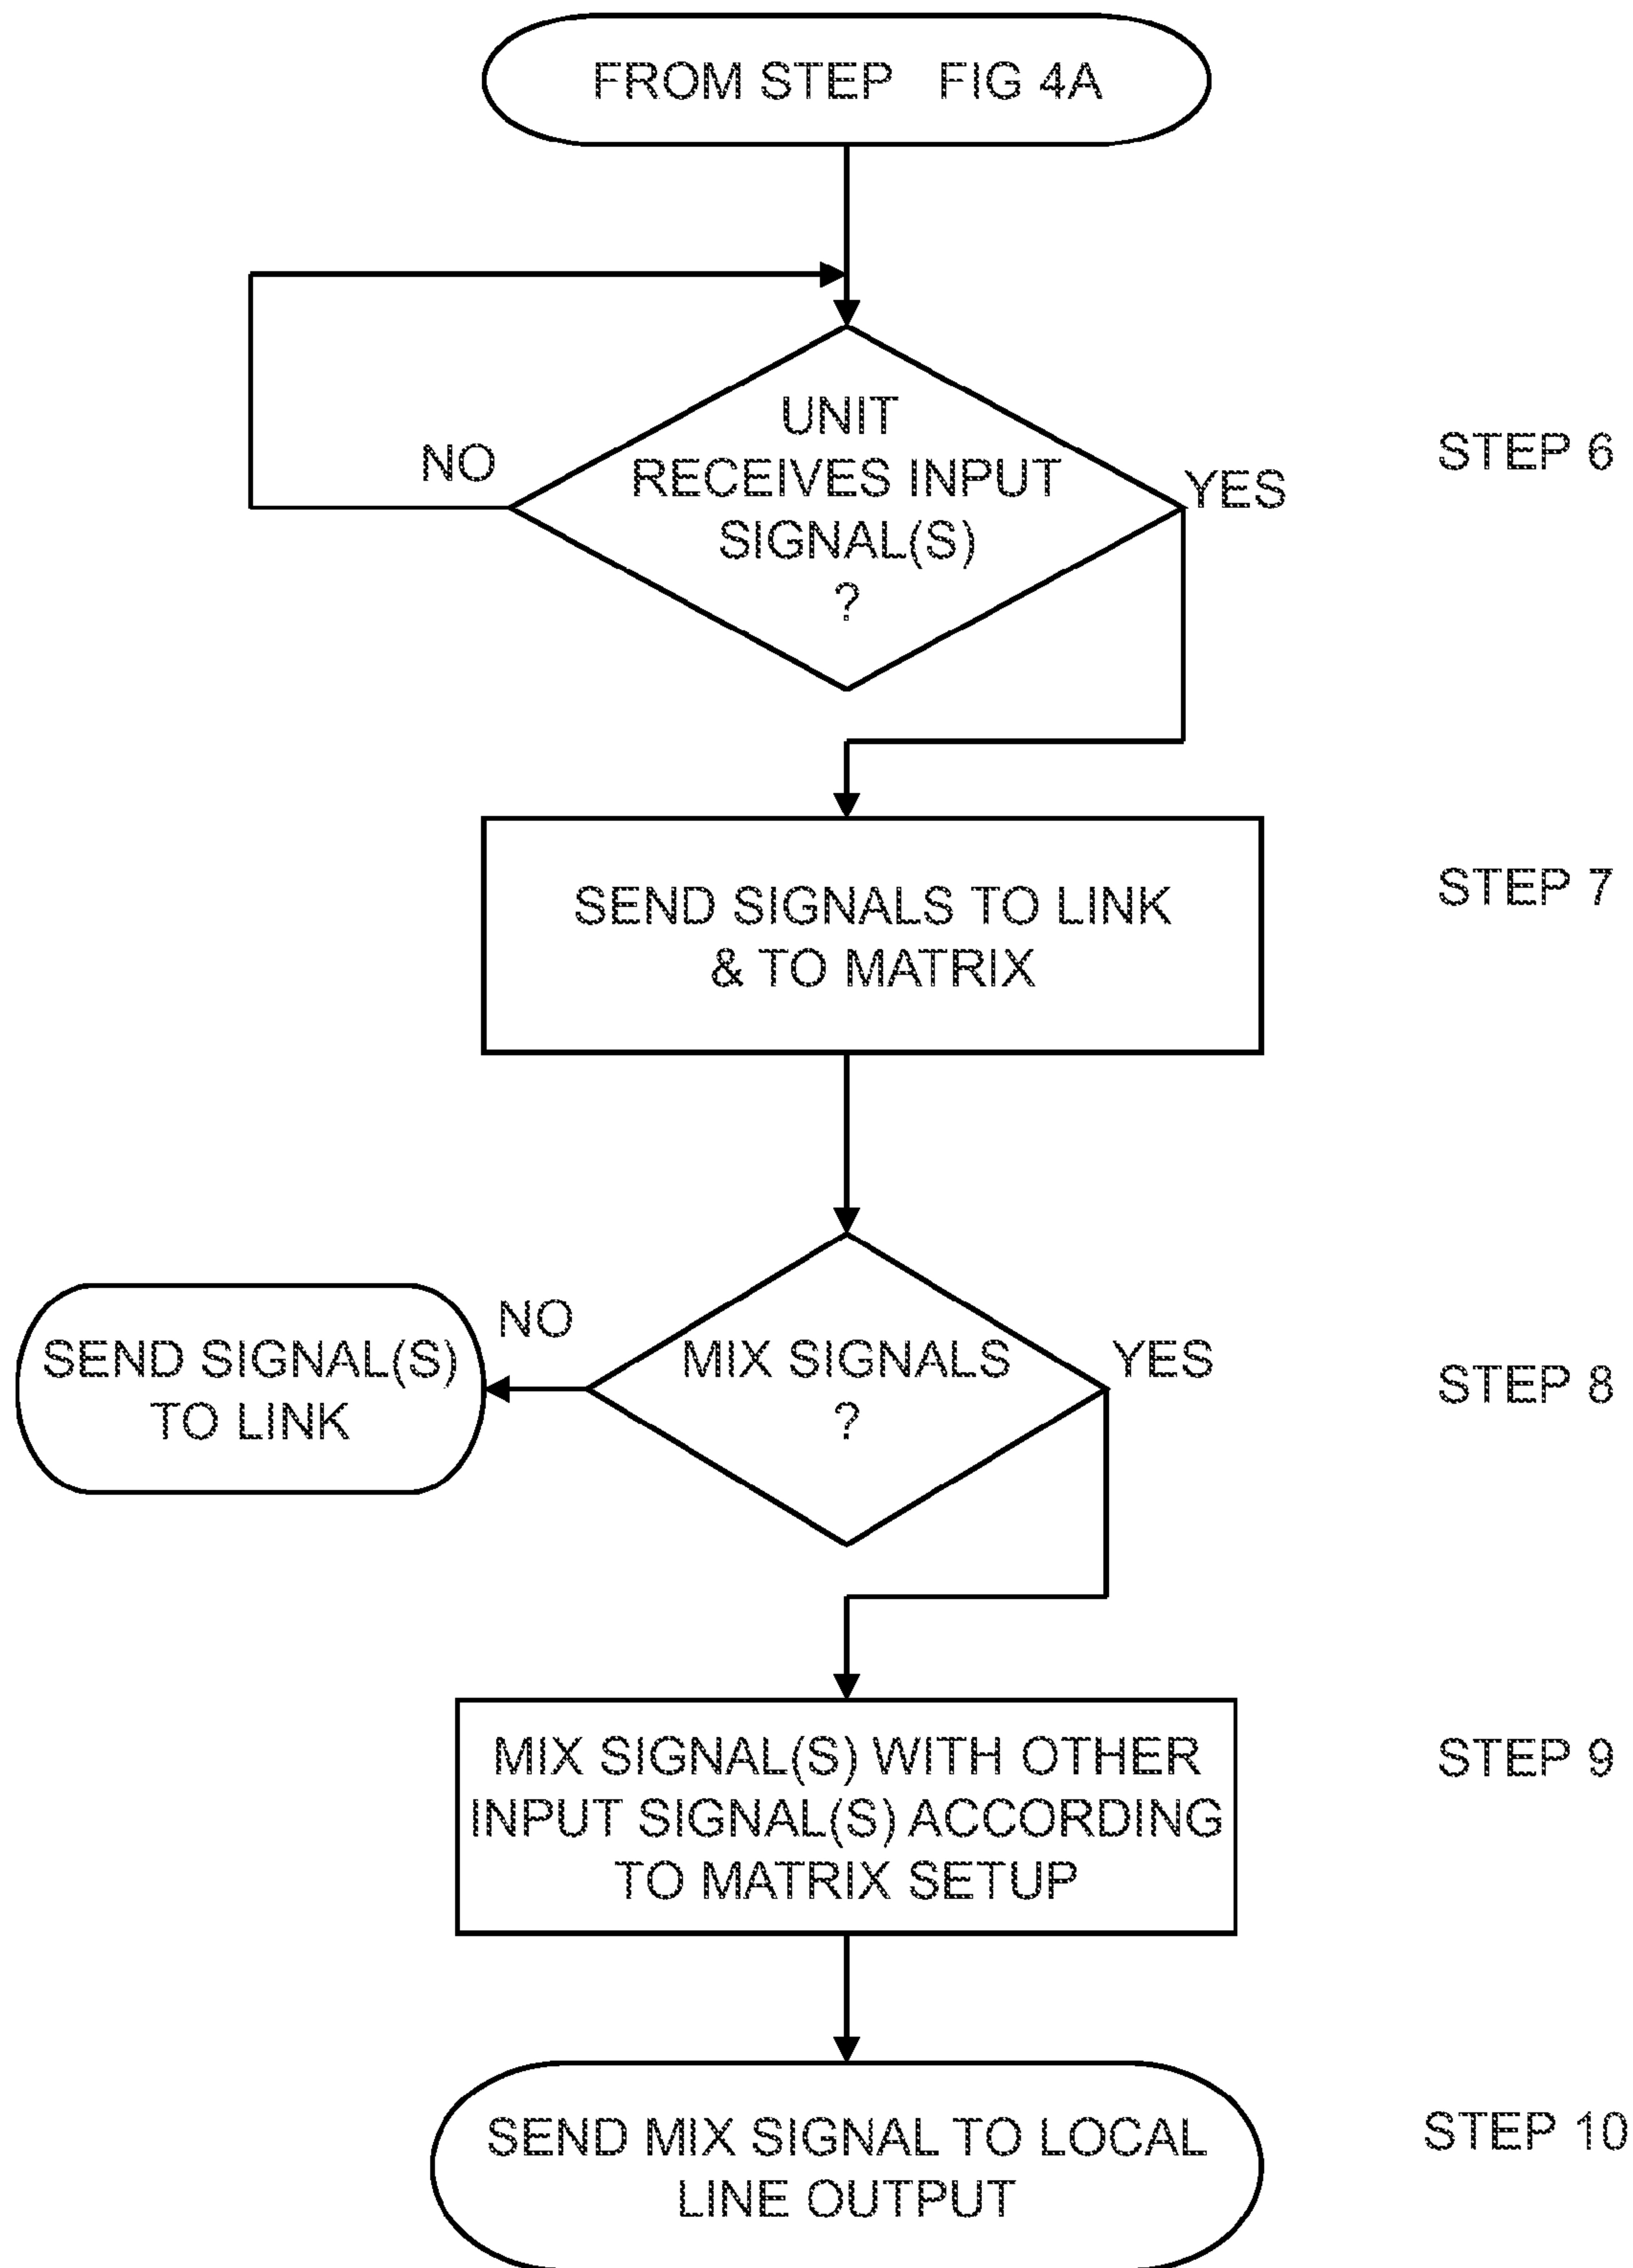 FROM STEP FIG 4A
UNIT
RECEIVES INPUT
SIGNAL(S)
?
NO
YES
STEP 6
SEND SIGNALS TO LINK
& TO MATRIX
STEP 7
SEND SIGNAL(S)
TO LINK
NO
MIX SIGNALS
?
YES
STEP 8
MIX SIGNAL(S) WITH OTHER
INPUT SIGNAL(S) ACCORDING
TO MATRIX SETUP
STEP 9
SEND MIX SIGNAL TO LOCAL
LINE OUTPUT
STEP 10